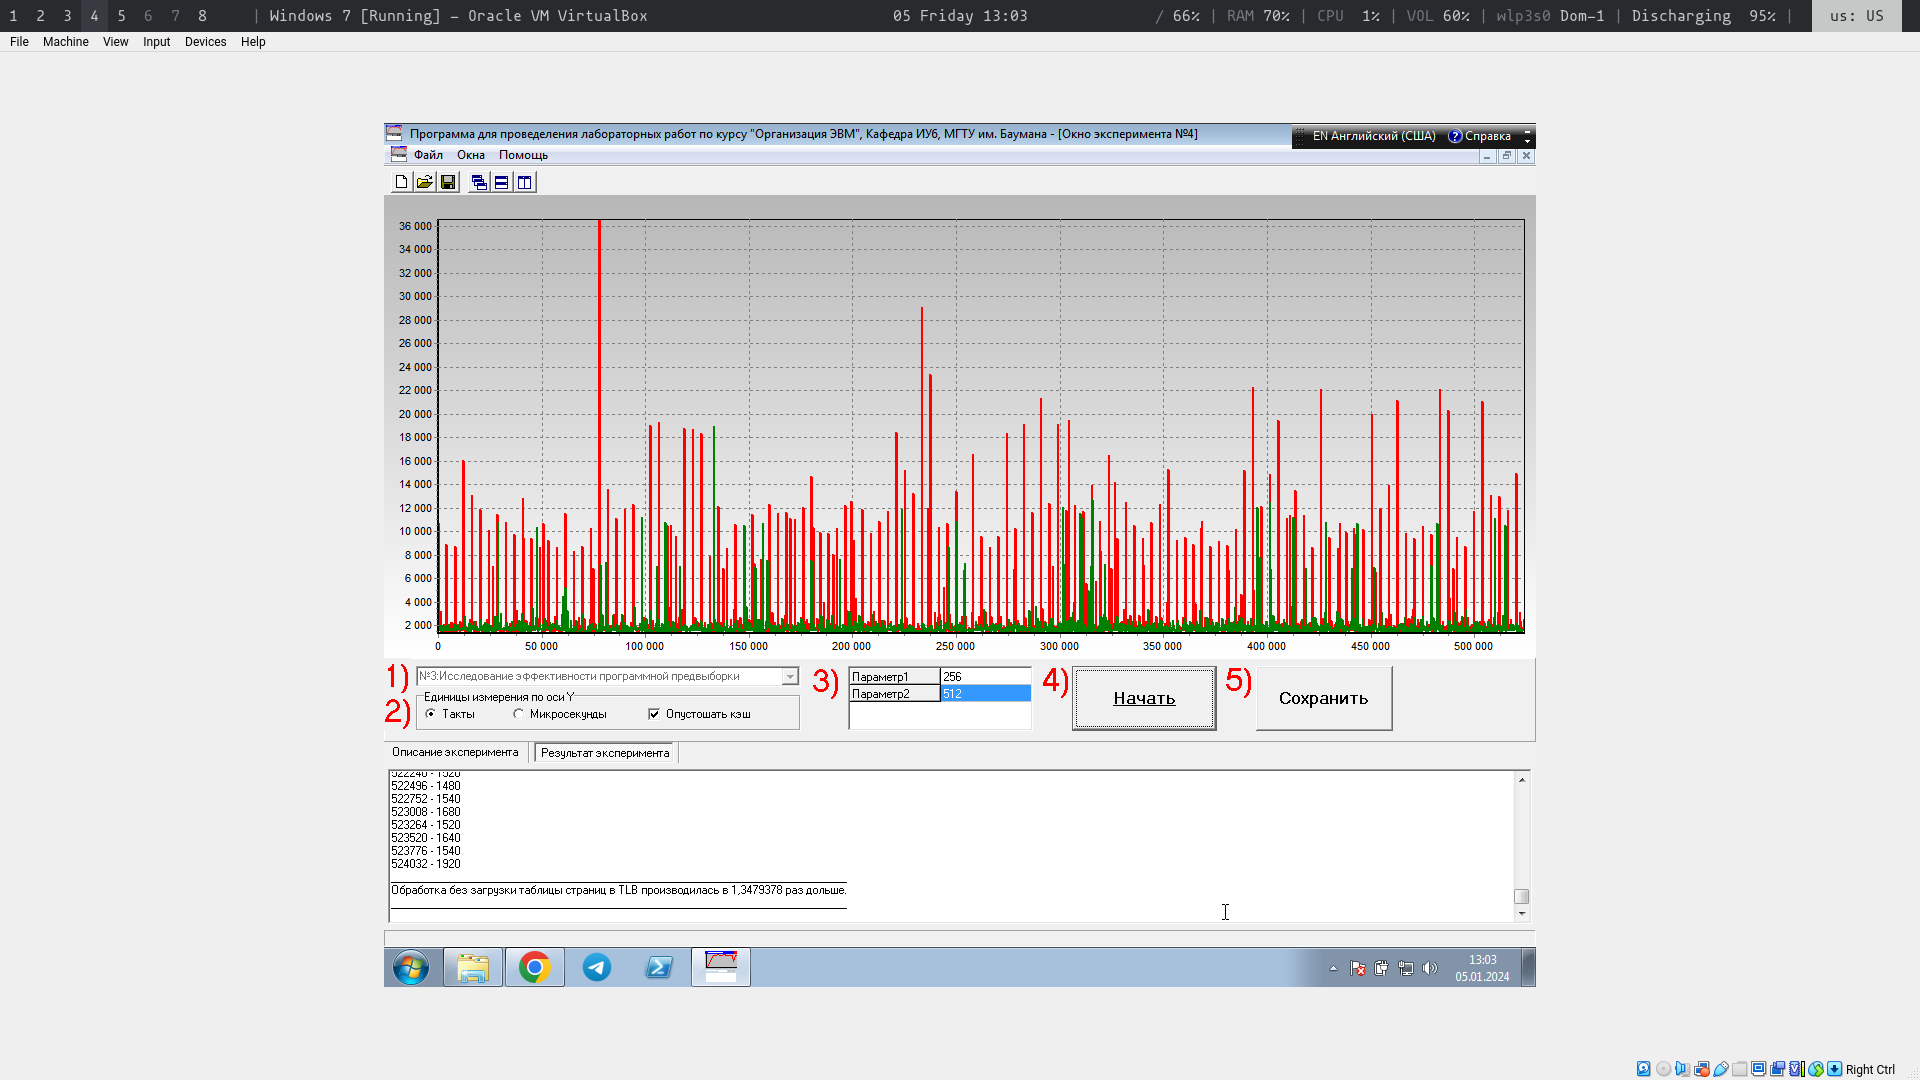 1 2 3 4 5 6 7 8 | Windows 7 [Running] – Oracle VM VirtualBox 05 Friday 13:03 / 66% | RAM 70% | CPU 1% | VOL 60% | wlp3s0 Dom-1 | Discharging 95% | us: US
File Machine View Input Devices Help
Программа для проведеления лабораторных работ по курсу "Организация ЭВМ", Кафедра ИУ6, МГТУ им. Баумана - [Окно эксперимента №4] EN Английский (США) ? Справка
Файл Окна Помощь
36 000
34 000
32 000
30 000
28 000
26 000
24 000
22 000
20 000
18 000
16 000
14 000
12 000
10 000
8 000
6 000
4 000
2 000
0 50 000 100 000 150 000 200 000 250 000 300 000 350 000 400 000 450 000 500 000
1) №3:Исследование эффективности программной предвыборки
2) Единицы измерения по оси Y
Такты Микросекунды Опустошать кэш
3) Параметр1 256
Параметр2 512
4) Начать
5) Сохранить
Описание эксперимента Результат эксперимента
522240 - 1520
522496 - 1480
522752 - 1540
523008 - 1680
523264 - 1520
523520 - 1640
523776 - 1540
524032 - 1920
Обработка без загрузки таблицы страниц в TLB производилась в 1,3479378 раз дольше.
13:03
05.01.2024
Right Ctrl